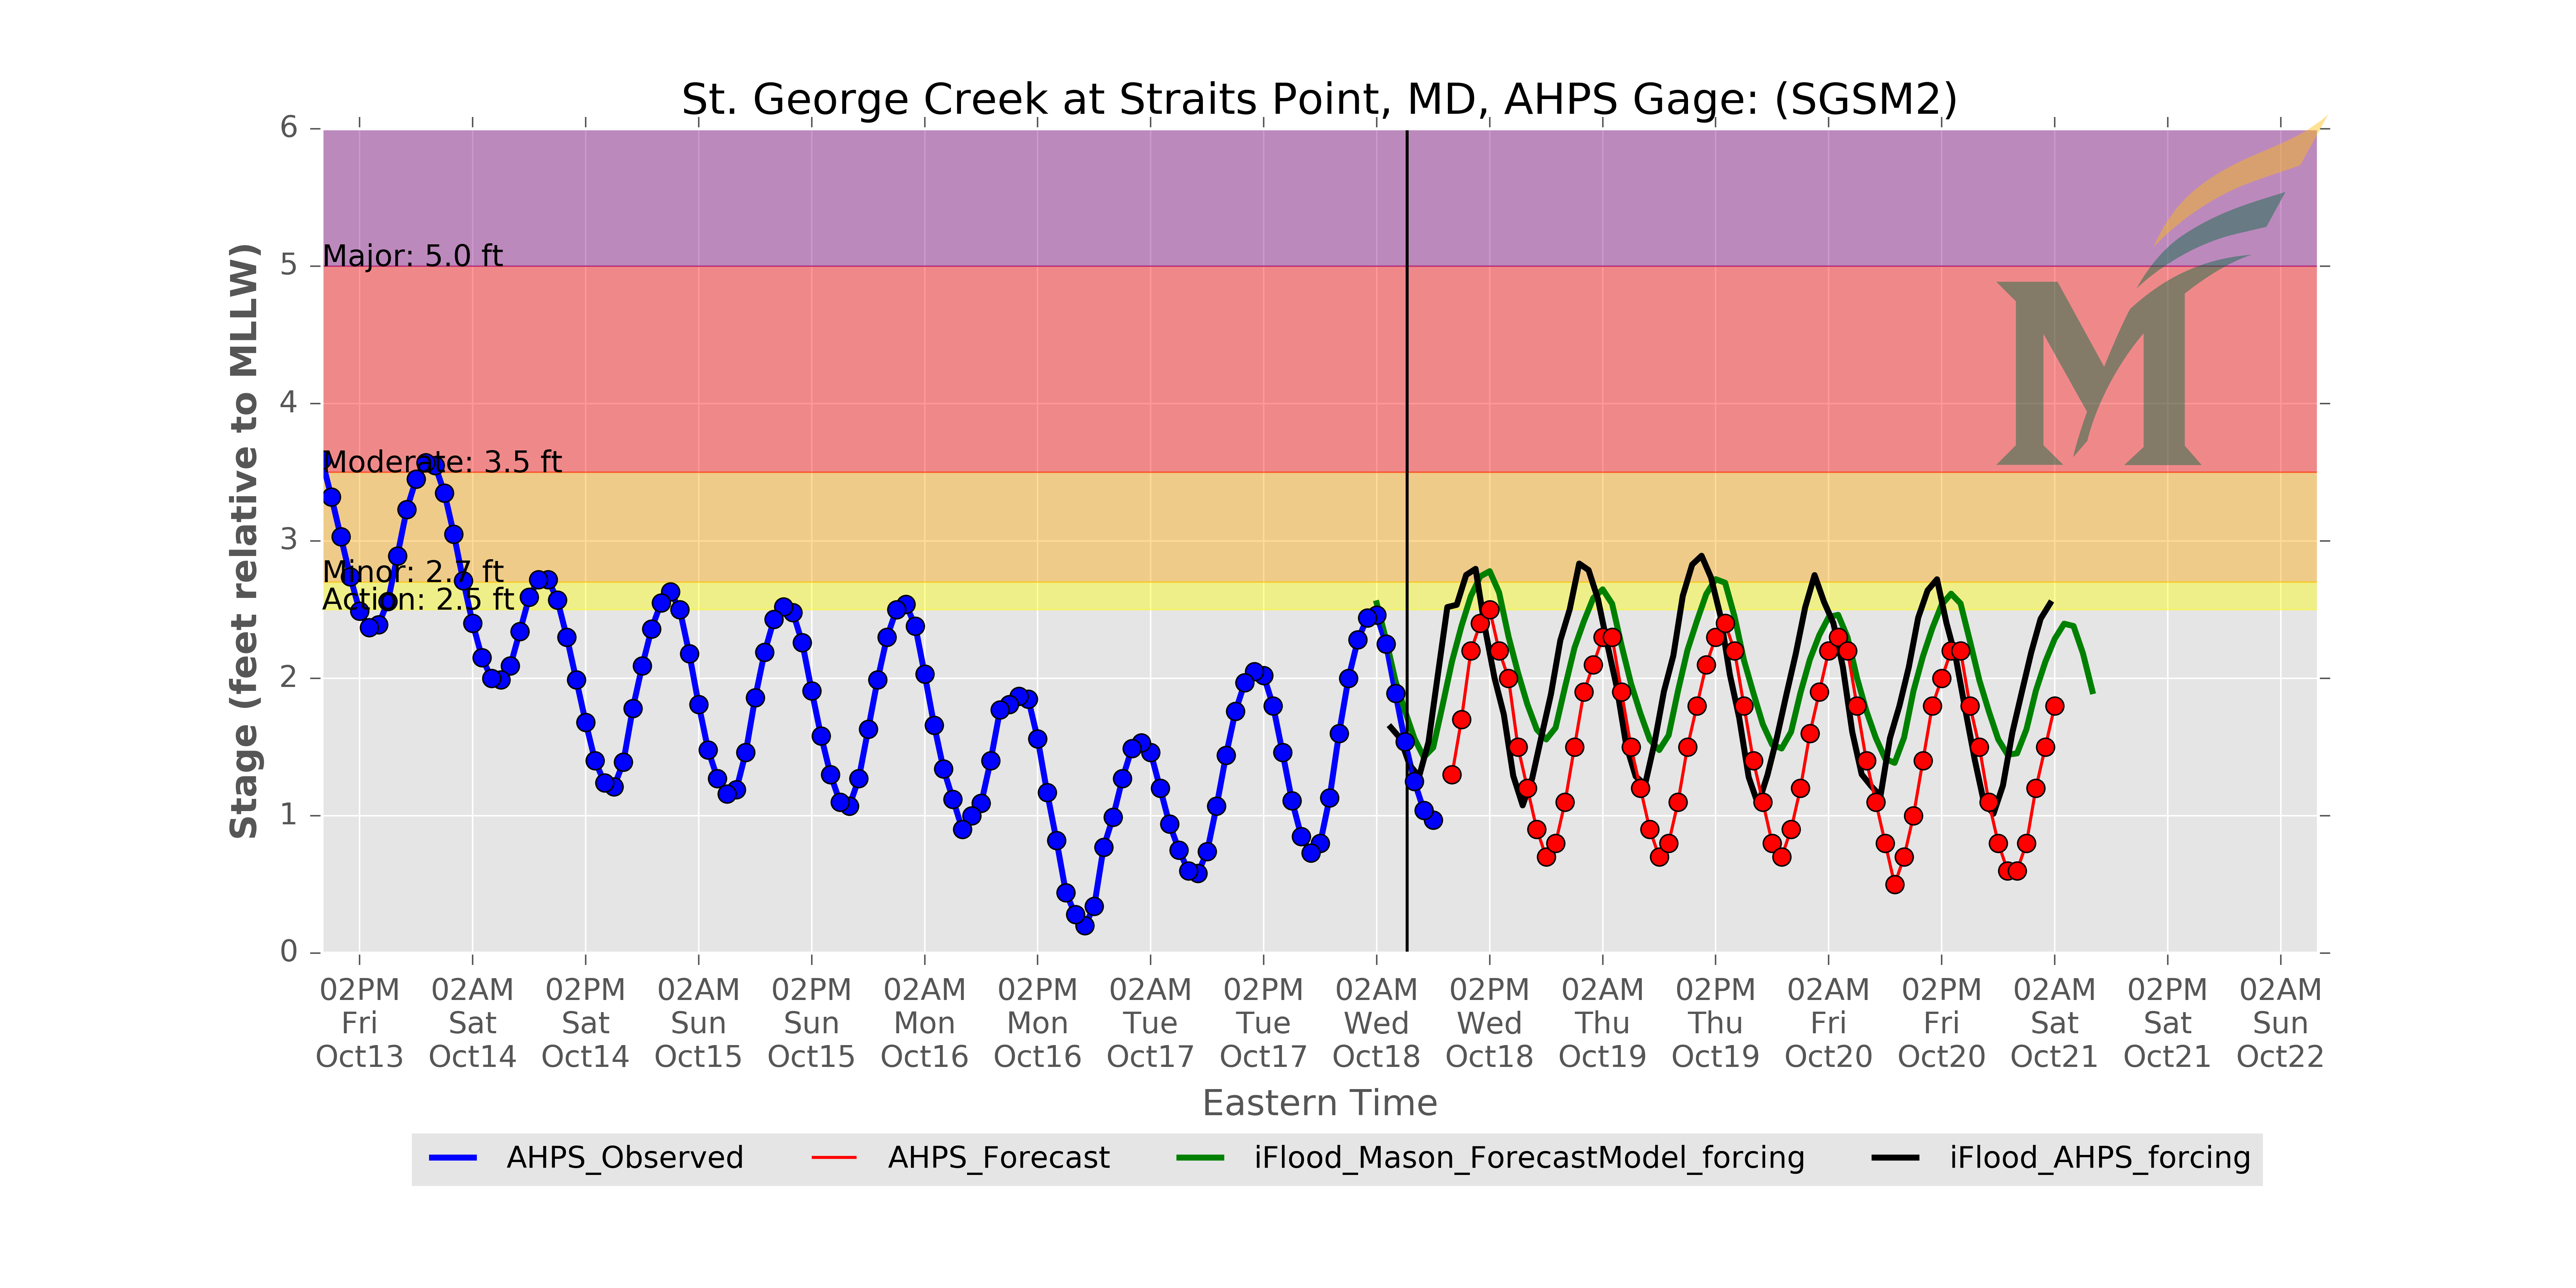 St. George Creek at Straits Point, MD, AHPS Gage: (SGSM2)
Stage (feet relative to MLLW)
6
5
4
3
2
1
0
Major: 5.0 ft
Moderate: 3.5 ft
Minor: 2.7 ft
Action: 2.5 ft
M
02PM 02AM 02PM 02AM 02PM 02AM 02PM 02AM 02PM 02AM 02PM 02AM 02PM 02AM 02PM 02AM 02PM 02AM
Fri Sat Sat Sun Sun Mon Mon Tue Tue Wed Wed Thu Thu Fri Fri Sat Sat Sun
Oct13 Oct14 Oct14 Oct15 Oct15 Oct16 Oct16 Oct17 Oct17 Oct18 Oct18 Oct19 Oct19 Oct20 Oct20 Oct21 Oct21 Oct22
Eastern Time
AHPS_Observed AHPS_Forecast iFlood_Mason_ForecastModel_forcing iFlood_AHPS_forcing